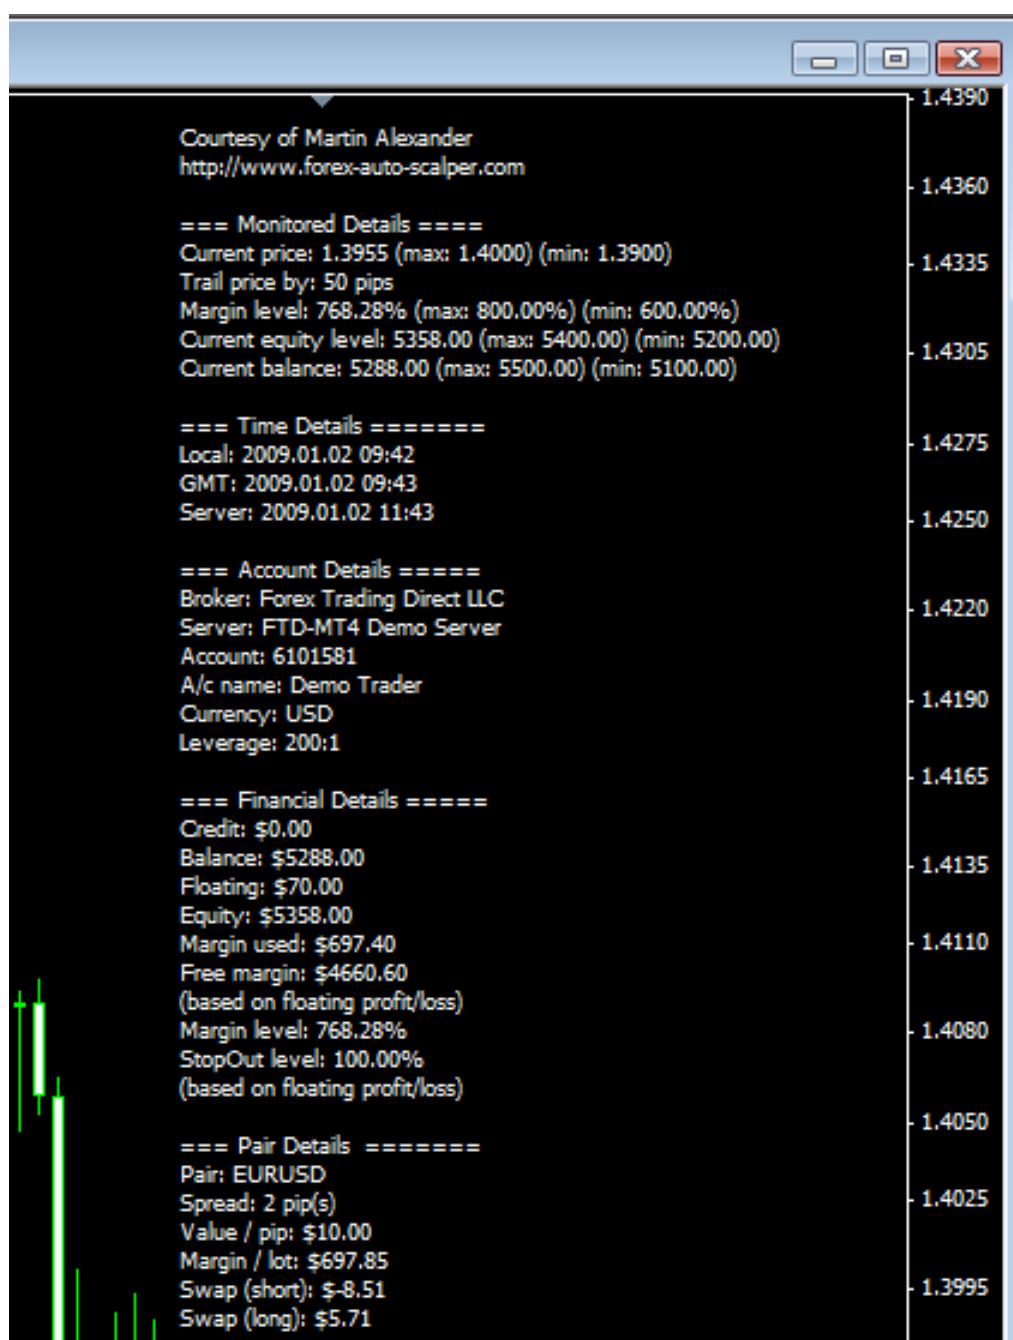 Courtesy of Martin Alexander
http://www.forex-auto-scalper.com
=== Monitored Details ====
Current price: 1.3955 (max: 1.4000) (min: 1.3900)
Trail price by: 50 pips
Margin level: 768.28% (max: 800.00%) (min: 600.00%)
Current equity level: 5358.00 (max: 5400.00) (min: 5200.00)
Current balance: 5288.00 (max: 5500.00) (min: 5100.00)
=== Time Details =======
Local: 2009.01.02 09:42
GMT: 2009.01.02 09:43
Server: 2009.01.02 11:43
=== Account Details =====
Broker: Forex Trading Direct LLC
Server: FTD-MT4 Demo Server
Account: 6101581
A/c name: Demo Trader
Currency: USD
Leverage: 200:1
=== Financial Details =====
Credit: $0.00
Balance: $5288.00
Floating: $70.00
Equity: $5358.00
Margin used: $697.40
Free margin: $4660.60
(based on floating profit/loss)
Margin level: 768.28%
StopOut level: 100.00%
(based on floating profit/loss)
=== Pair Details =======
Pair: EURUSD
Spread: 2 pip(s)
Value / pip: $10.00
Margin / lot: $697.85
Swap (short): $-8.51
Swap (long): $5.71
1.4390
1.4360
1.4335
1.4305
1.4275
1.4250
1.4220
1.4190
1.4165
1.4135
1.4110
1.4080
1.4050
1.4025
1.3995